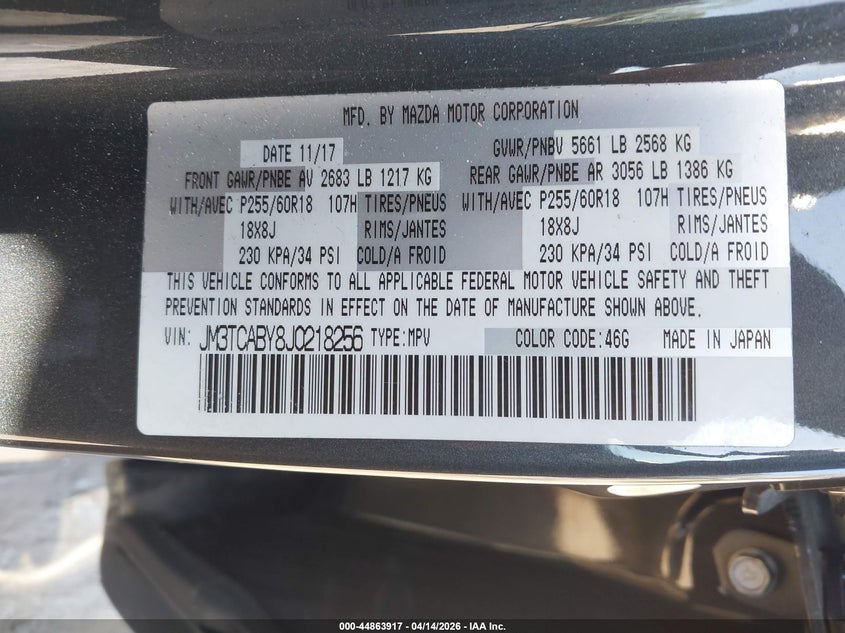 MFD. BY MAZDA MOTOR CORPORATION
DATE 11/17 GVWR/PNBV 5661 LB 2568 KG
FRONT GAWR/PNBE AV 2683 LB 1217 KG REAR GAWR/PNBE AR 3056 LB 1386 KG
WITH/AVEC P255/60R18 107H TIRES/PNEUS WITH/AVEC P255/60R18 107H TIRES/PNEUS
18X8J RIMS/JANTES 18X8J RIMS/JANTES
230 KPA/34 PSI COLD/A FROID 230 KPA/34 PSI COLD/A FROID
THIS VEHICLE CONFORMS TO ALL APPLICABLE FEDERAL MOTOR VEHICLE SAFETY AND THEFT
PREVENTION STANDARDS IN EFFECT ON THE DATE OF MANUFACTURE SHOWN ABOVE.
VIN: JM3TCABY8J0218256 TYPE:MPV COLOR CODE:46G MADE IN JAPAN
000-44863917 - 04/14/2026 - IAA Inc.